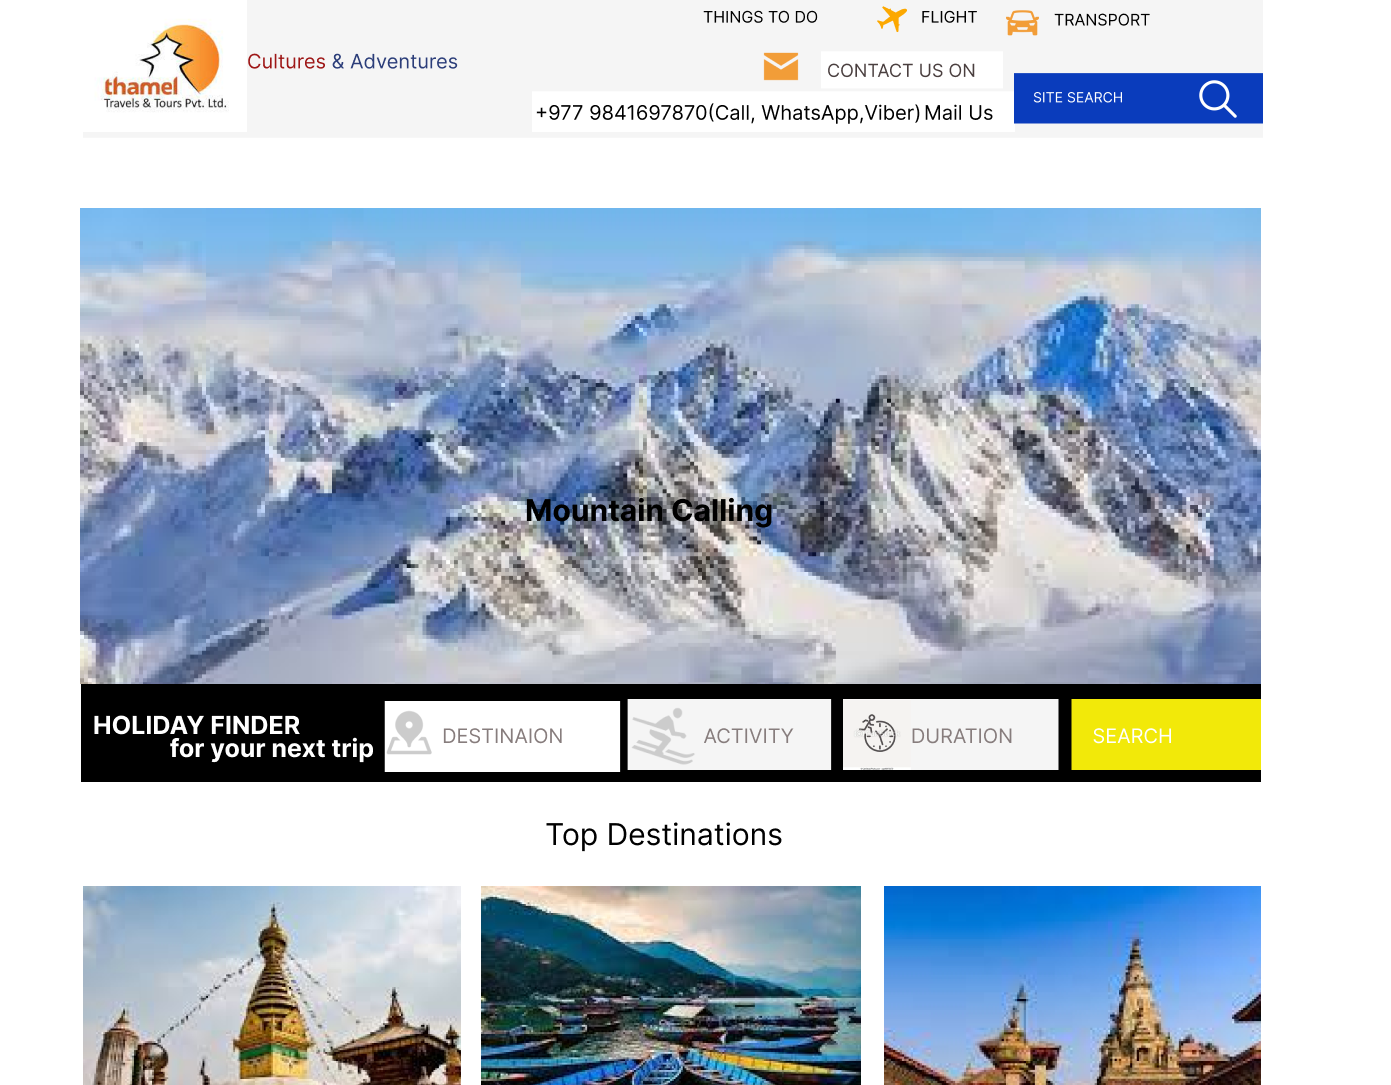 THINGS TO DO
FLIGHT
TRANSPORT
thamel
Travels & Tours Pvt. Ltd.
Cultures & Adventures
CONTACT US ON
+977 9841697870(Call, WhatsApp,Viber) Mail Us
SITE SEARCH
Mountain Calling
HOLIDAY FINDER
for your next trip
DESTINAION
ACTIVITY
DURATION
SEARCH
Top Destinations